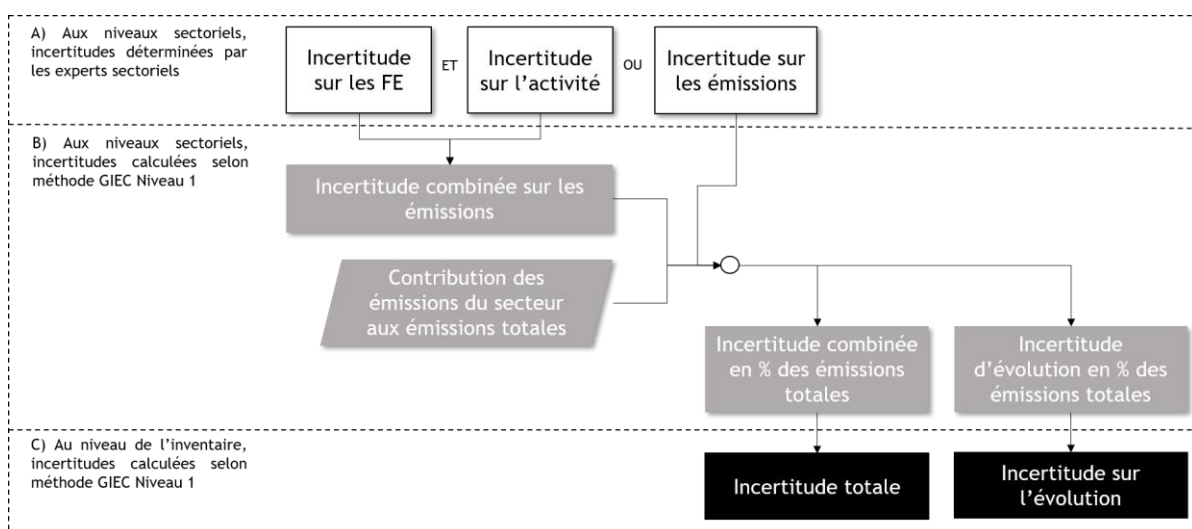 A) Aux niveaux sectoriels,
incertitudes déterminées par
les experts sectoriels
Incertitude
sur les FE
ET
Incertitude
sur l’activité
OU
Incertitude sur
les émissions
B) Aux niveaux sectoriels,
incertitudes calculées selon
méthode GIEC Niveau 1
Incertitude combinée sur les
émissions
Contribution des
émissions du secteur
aux émissions totales
Incertitude combinée
en % des émissions
totales
Incertitude
d’évolution en % des
émissions totales
C) Au niveau de l’inventaire,
incertitudes calculées selon
méthode GIEC Niveau 1
Incertitude totale
Incertitude sur
l’évolution